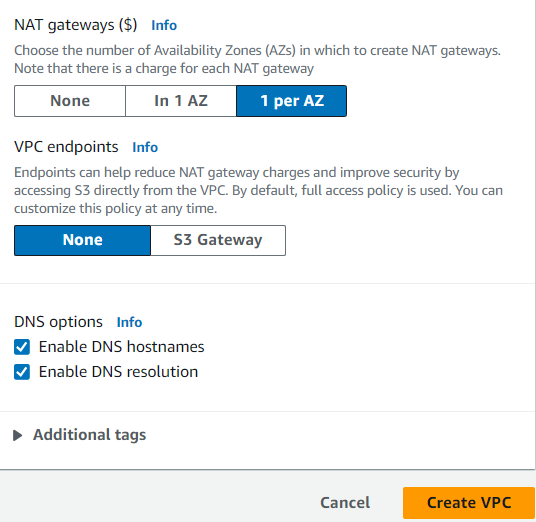 NAT gateways ($) Info
Choose the number of Availability Zones (AZs) in which to create NAT gateways.
Note that there is a charge for each NAT gateway
None In 1 AZ 1 per AZ
VPC endpoints Info
Endpoints can help reduce NAT gateway charges and improve security by
accessing S3 directly from the VPC. By default, full access policy is used. You can
customize this policy at any time.
None S3 Gateway
DNS options Info
Enable DNS hostnames
Enable DNS resolution
Additional tags
Cancel Create VPC